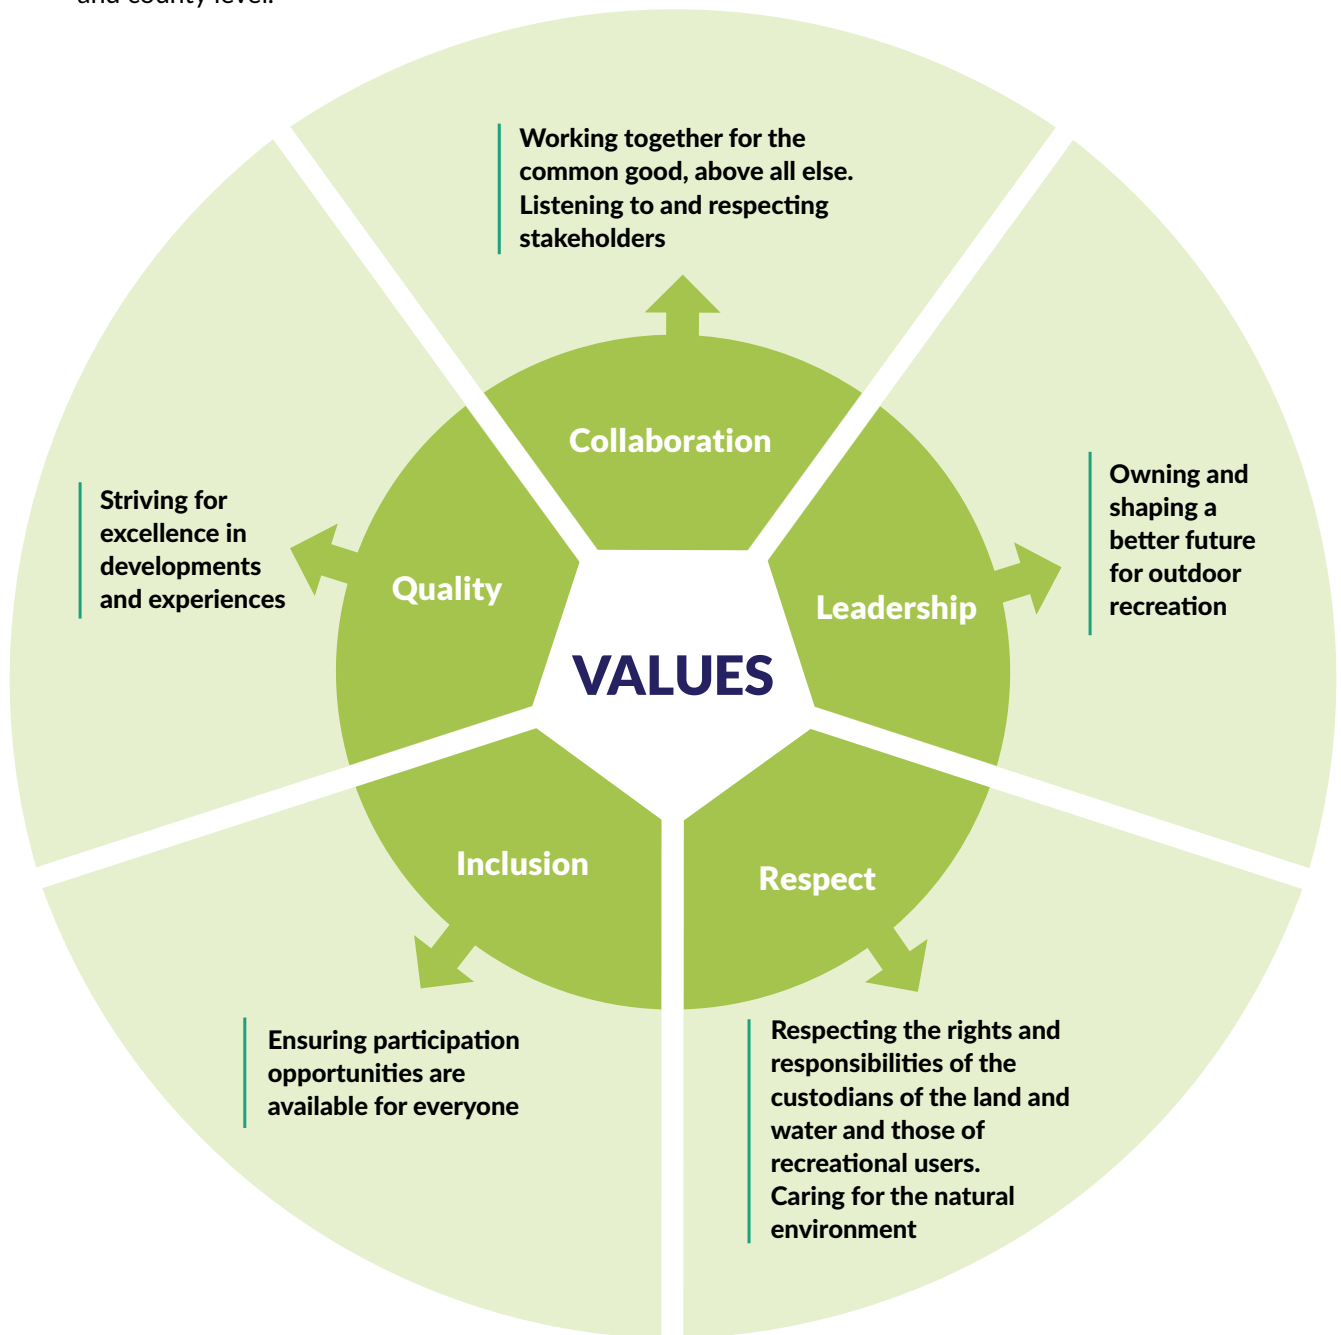 and county level.
Working together for the
common good, above all else.
Listening to and respecting
stakeholders
Collaboration
Owning and
shaping a
better future
for outdoor
recreation
Leadership
Striving for
excellence in
developments
and experiences
Quality
VALUES
Inclusion
Respect
Ensuring participation
opportunities are
available for everyone
Respecting the rights and
responsibilities of the
custodians of the land and
water and those of
recreational users.
Caring for the natural
environment